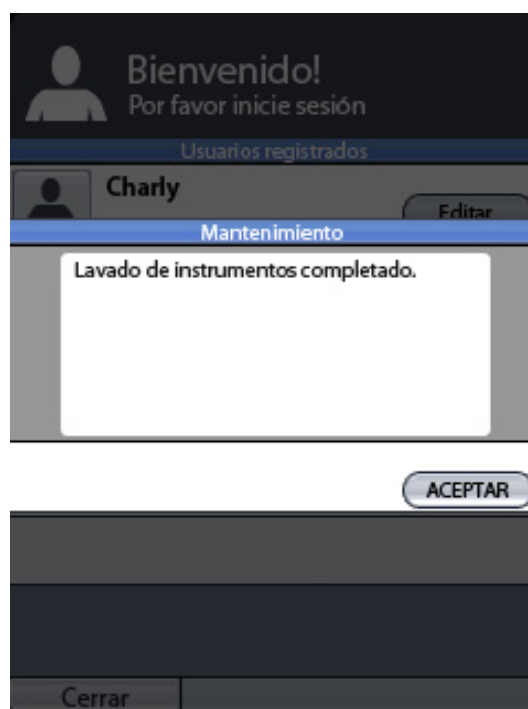 Bienvenido!
Por favor inicie sesión
Usuarios registrados
Charly
Editar
Mantenimiento
Lavado de instrumentos completado.
ACEPTAR
Cerrar